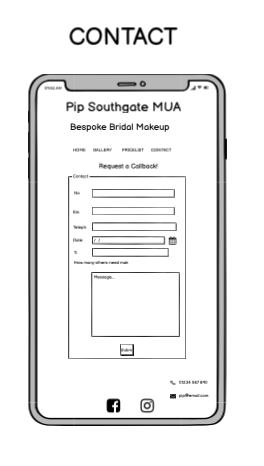 CONTACT
Pip Southgate MUA
Bespoke Bridal Makeup
HOME GALLERY PRICELIST CONTACT
Request a Callback!
Contact
Na
Em
Teleph
Date / /
Ti
How many others need mak
Message...
Submit
01234 567 890
pip@email.com